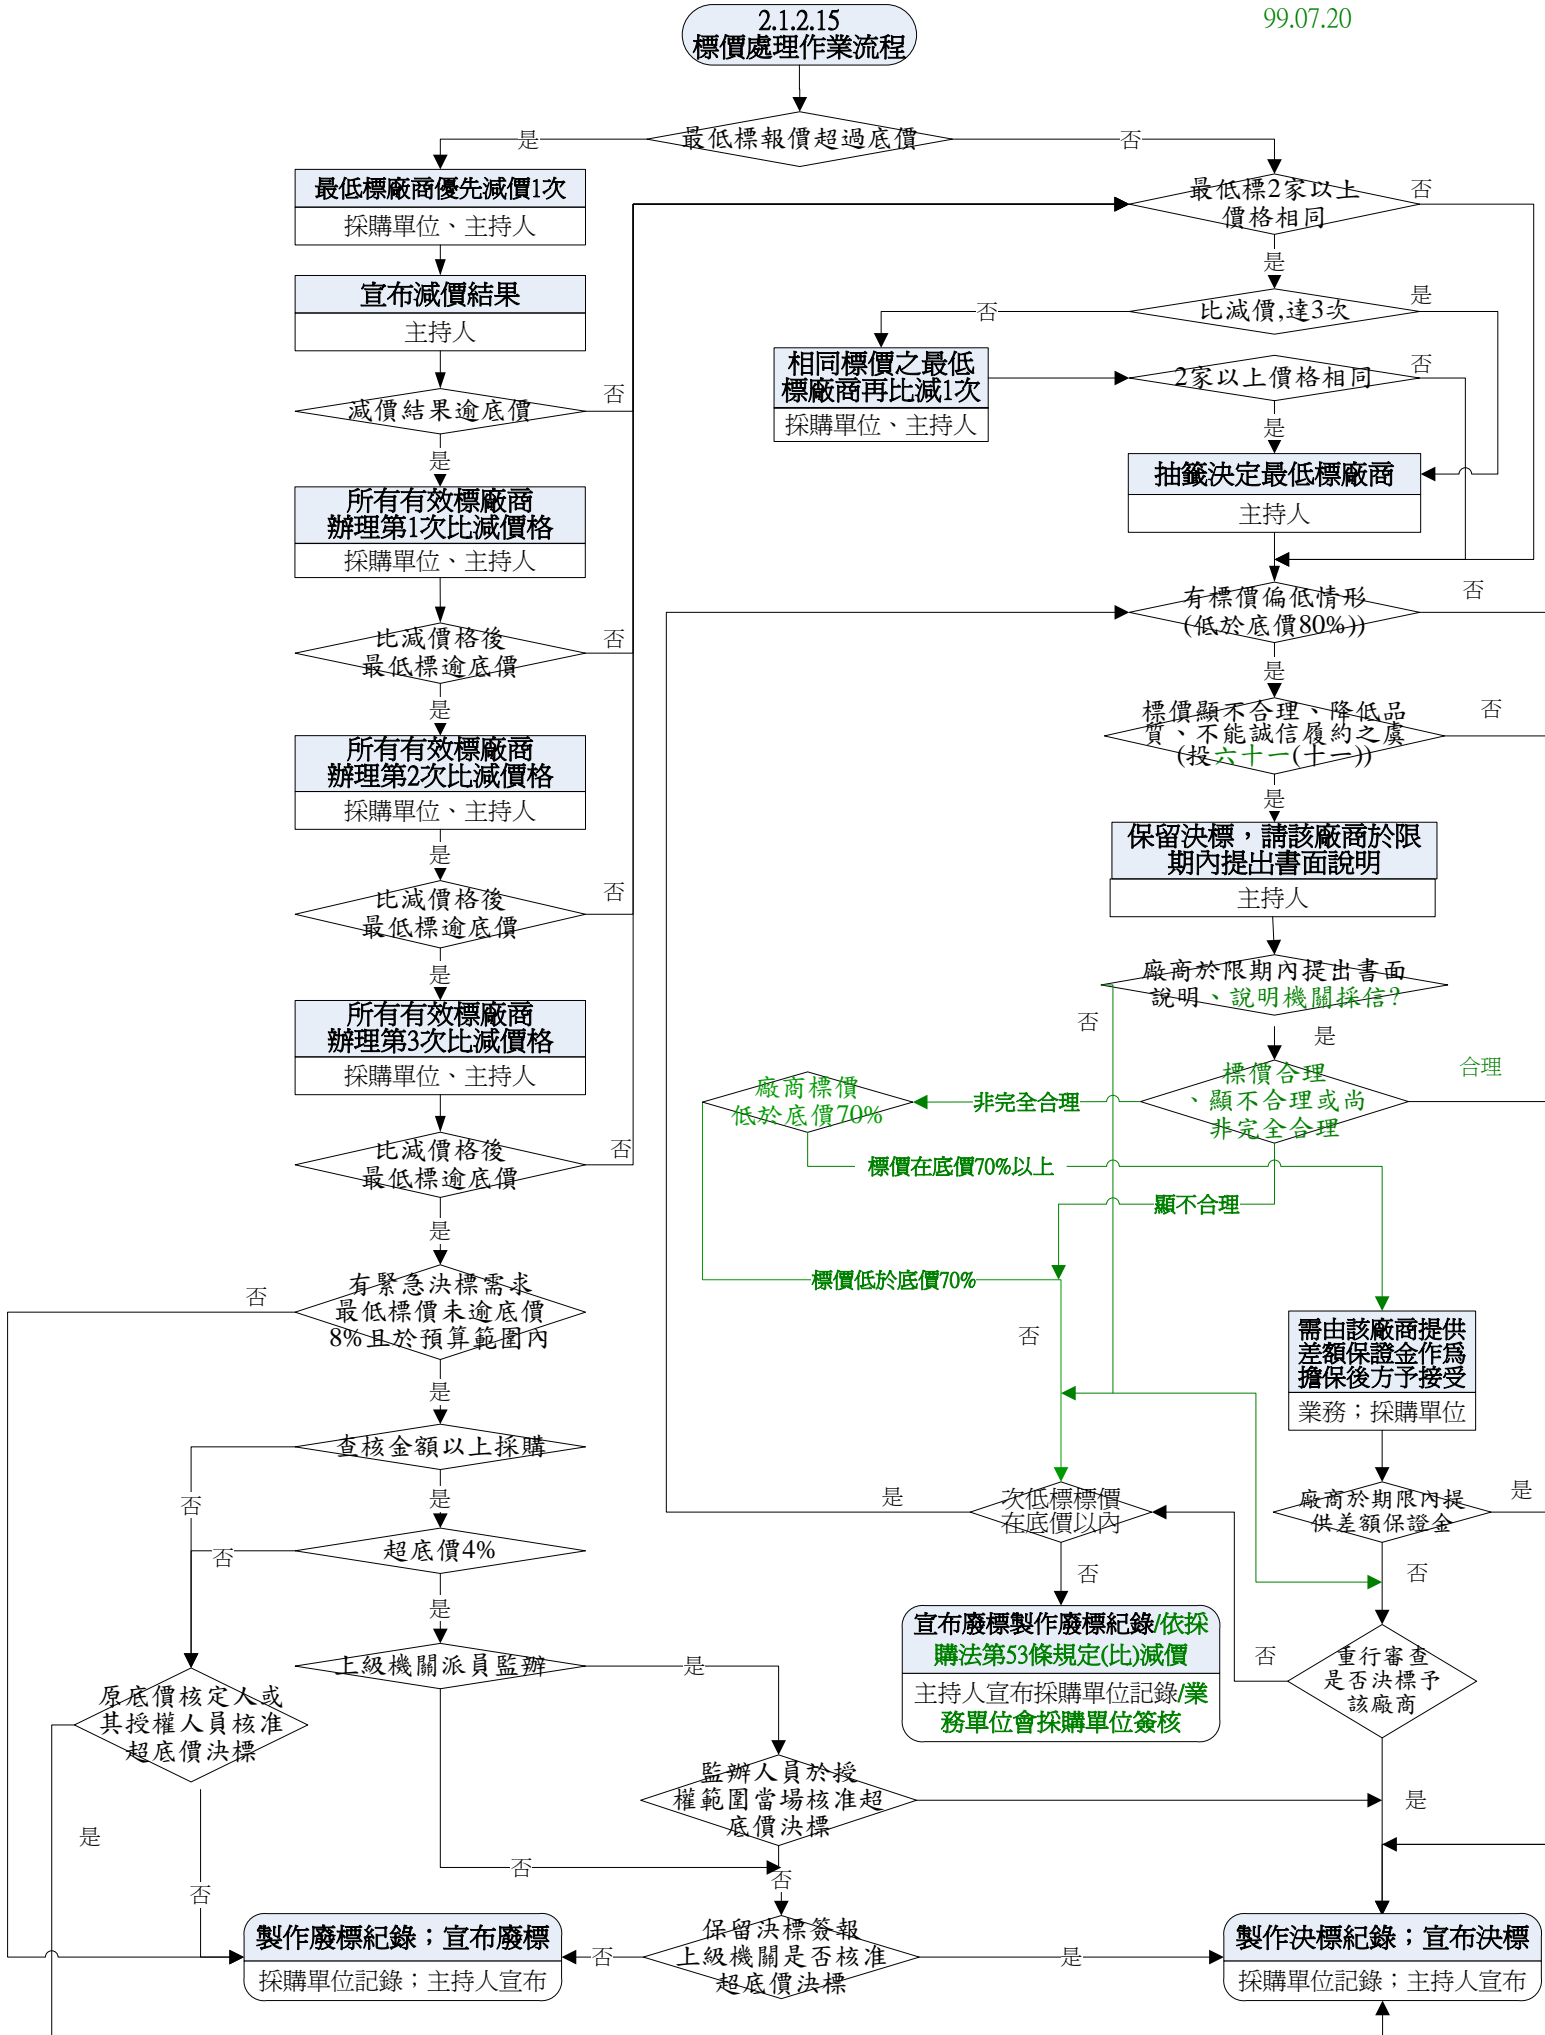 2.1.2.15
標價處理作業流程
99.07.20
最低標報價超過底價
是
否
最低標廠商優先減價1次
採購單位、主持人
宣布減價結果
主持人
減價結果逾底價
否
是
所有有效標廠商
辦理第1次比減價格
採購單位、主持人
比減價格後
最低標逾底價
否
是
所有有效標廠商
辦理第2次比減價格
採購單位、主持人
是
比減價格後
最低標逾底價
否
是
所有有效標廠商
辦理第3次比減價格
採購單位、主持人
比減價格後
最低標逾底價
否
是
有緊急決標需求
最低標價未逾底價
8%且於預算範圍內
否
是
查核金額以上採購
否
是
超底價4%
否
是
上級機關派員監辦
是
原底價核定人或
其授權人員核准
超底價決標
是
否
監辦人員於授
權範圍當場核准超
底價決標
否
否
保留決標簽報
上級機關是否核准
超底價決標
否
是
製作廢標紀錄；宣布廢標
採購單位記錄；主持人宣布
最低標2家以上
價格相同
否
是
比減價,達3次
否
是
相同標價之最低
標廠商再比減1次
採購單位、主持人
2家以上價格相同
否
是
抽籤決定最低標廠商
主持人
有標價偏低情形
(低於底價80%))
否
是
標價顯不合理、降低品
質、不能誠信履約之虞
(投六十一(十一))
否
是
保留決標，請該廠商於限
期內提出書面說明
主持人
廠商於限期內提出書面
說明、說明機關採信?
否
是
標價合理
、顯不合理或尚
非完全合理
合理
非完全合理
廠商標價
低於底價70%
標價在底價70%以上
顯不合理
標價低於底價70%
否
需由該廠商提供
差額保證金作為
擔保後方予接受
業務；採購單位
廠商於期限內提
供差額保證金
是
否
次低標標價
在底價以內
是
否
宣布廢標製作廢標紀錄/依採
購法第53條規定(比)減價
主持人宣布採購單位記錄/業
務單位會採購單位簽核
重行審查
是否決標予
該廠商
否
是
製作決標紀錄；宣布決標
採購單位記錄；主持人宣布